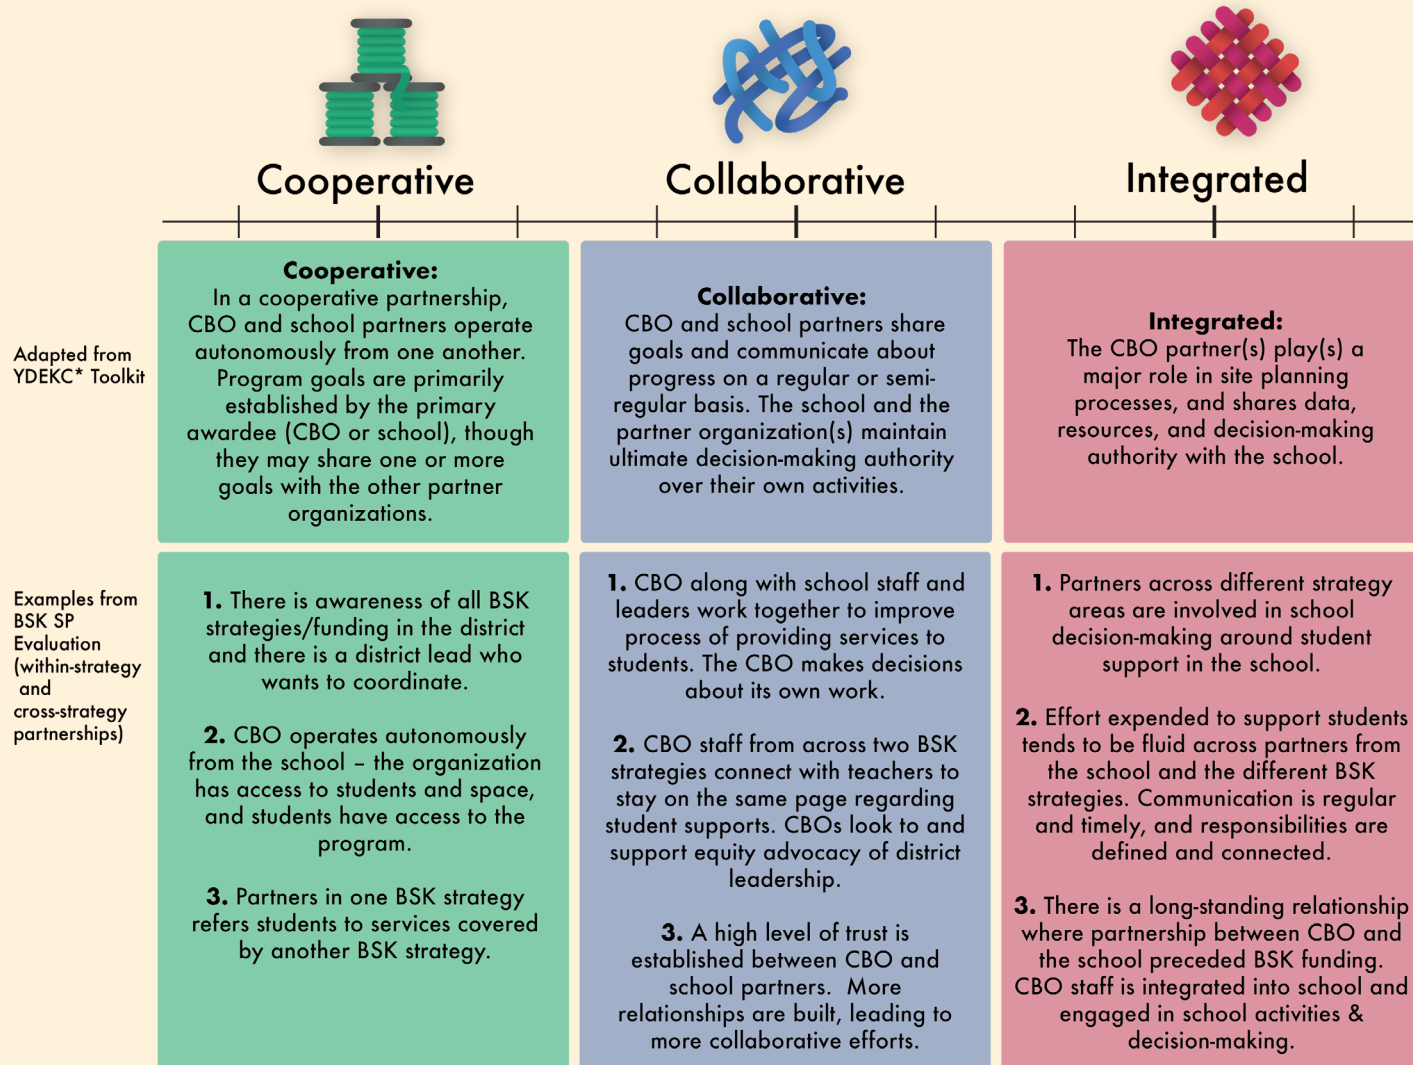 Cooperative
Collaborative
Integrated
Adapted from
YDEKC* Toolkit
Cooperative:
In a cooperative partnership,
CBO and school partners operate
autonomously from one another.
Program goals are primarily
established by the primary
awardee (CBO or school), though
they may share one or more
goals with the other partner
organizations.
Collaborative:
CBO and school partners share
goals and communicate about
progress on a regular or semi-
regular basis. The school and the
partner organization(s) maintain
ultimate decision-making authority
over their own activities.
Integrated:
The CBO partner(s) play(s) a
major role in site planning
processes, and shares data,
resources, and decision-making
authority with the school.
Examples from
BSK SP
Evaluation
(within-strategy
and
cross-strategy
partnerships)
1. There is awareness of all BSK
strategies/funding in the district
and there is a district lead who
wants to coordinate.
2. CBO operates autonomously
from the school – the organization
has access to students and space,
and students have access to the
program.
3. Partners in one BSK strategy
refers students to services covered
by another BSK strategy.
1. CBO along with school staff and
leaders work together to improve
process of providing services to
students. The CBO makes decisions
about its own work.
2. CBO staff from across two BSK
strategies connect with teachers to
stay on the same page regarding
student supports. CBOs look to and
support equity advocacy of district
leadership.
3. A high level of trust is
established between CBO and
school partners.  More
relationships are built, leading to
more collaborative efforts.
1. Partners across different strategy
areas are involved in school
decision-making around student
support in the school.
2. Effort expended to support students
tends to be fluid across partners from
the school and the different BSK
strategies. Communication is regular
and timely, and responsibilities are
defined and connected.
3. There is a long-standing relationship
where partnership between CBO and
the school preceded BSK funding.
CBO staff is integrated into school and
engaged in school activities &
decision-making.